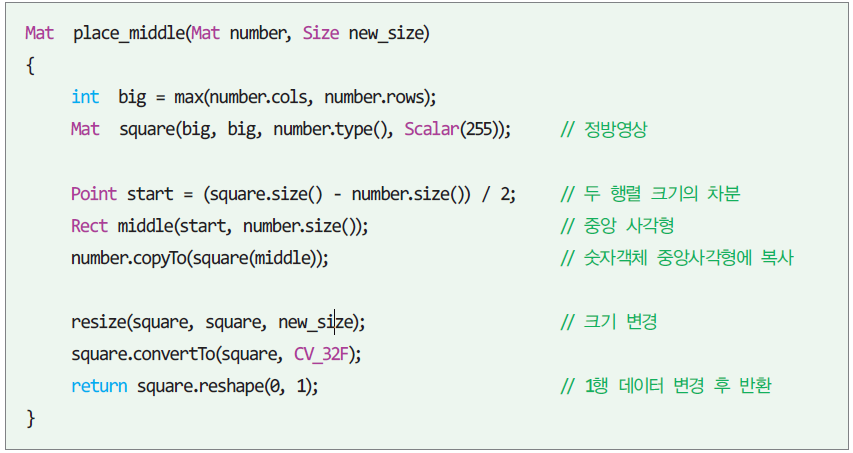 Mat place_middle(Mat number, Size new_size)
{
int big = max(number.cols, number.rows);
Mat square(big, big, number.type(), Scalar(255)); // 정방영상
Point start = (square.size() - number.size()) / 2; // 두 행렬 크기의 차분
Rect middle(start, number.size()); // 중앙 사각형
number.copyTo(square(middle)); // 숫자객체 중앙사각형에 복사
resize(square, square, new_size); // 크기 변경
square.convertTo(square, CV_32F);
return square.reshape(0, 1); // 1행 데이터 변경 후 반환
}